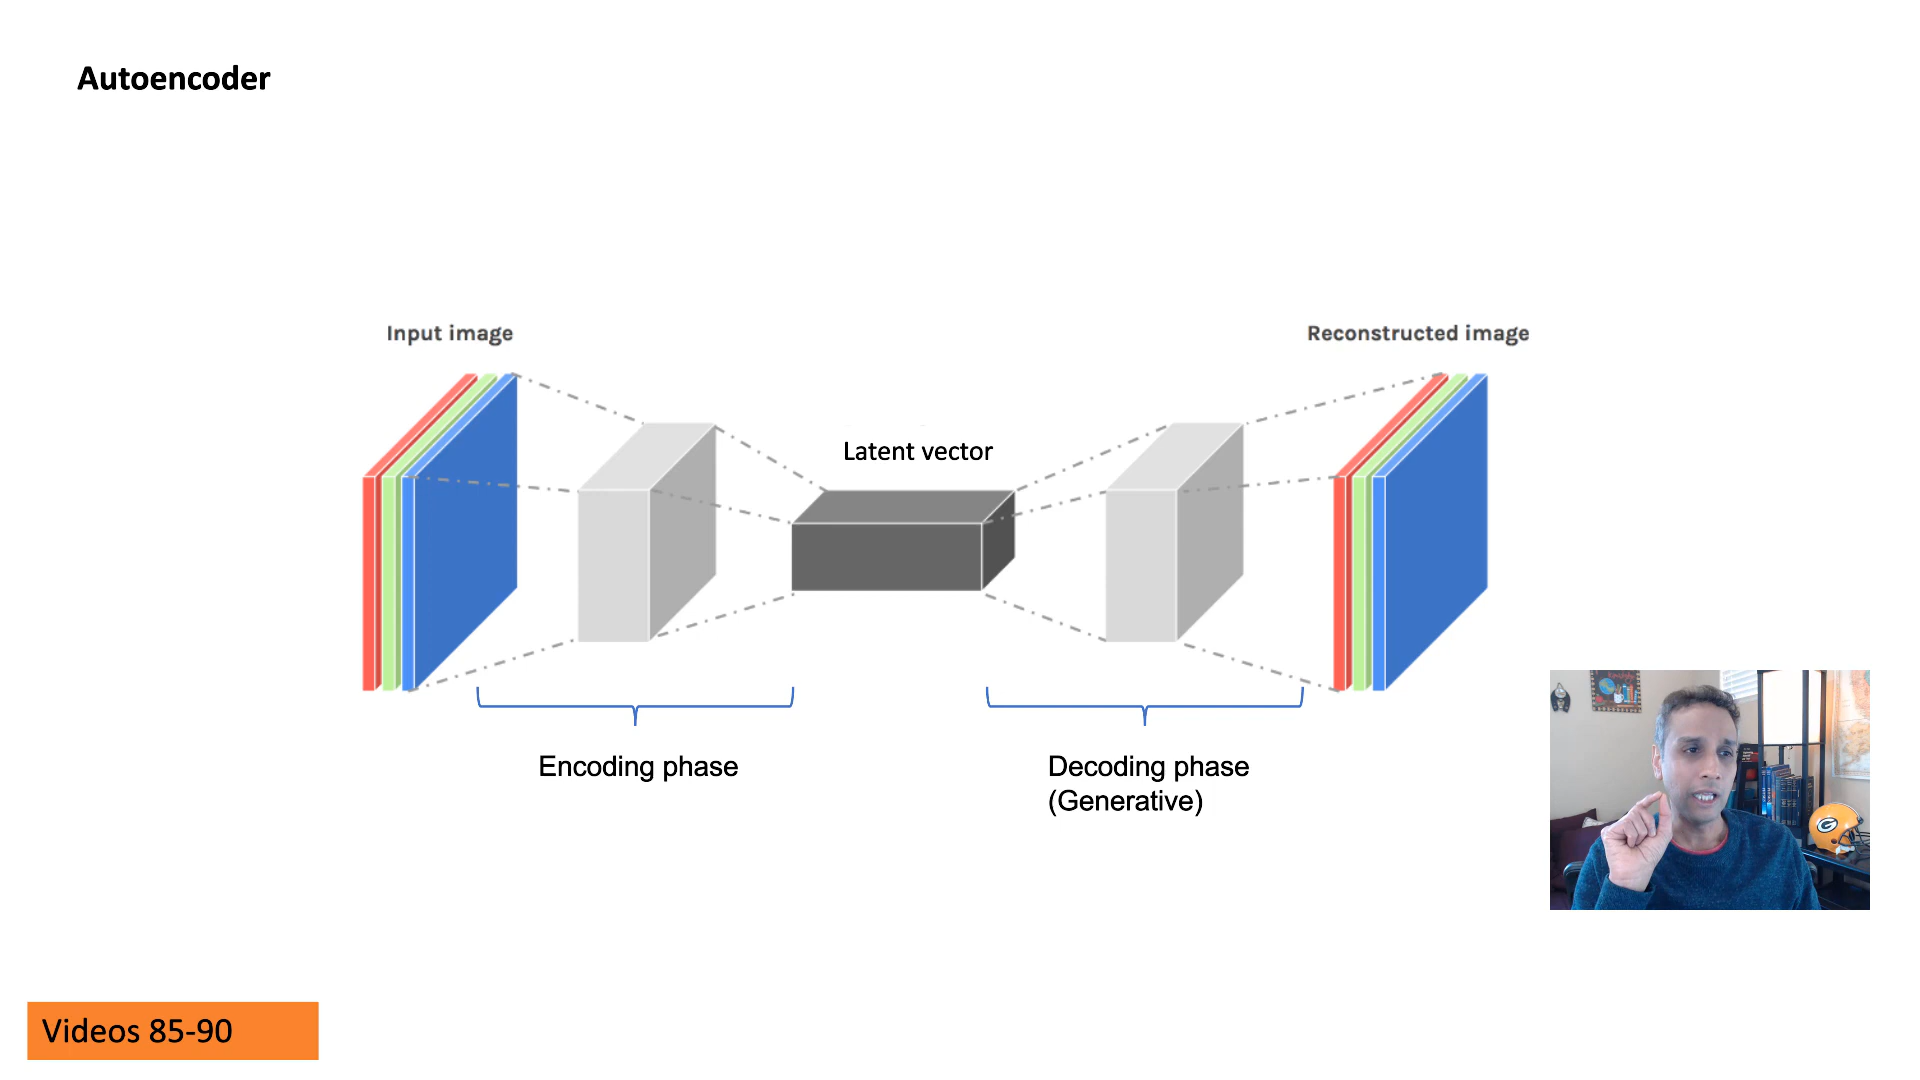 Autoencoder
Input image
Reconstructed image
Latent vector
Encoding phase
Decoding phase
(Generative)
G
Videos 85-90